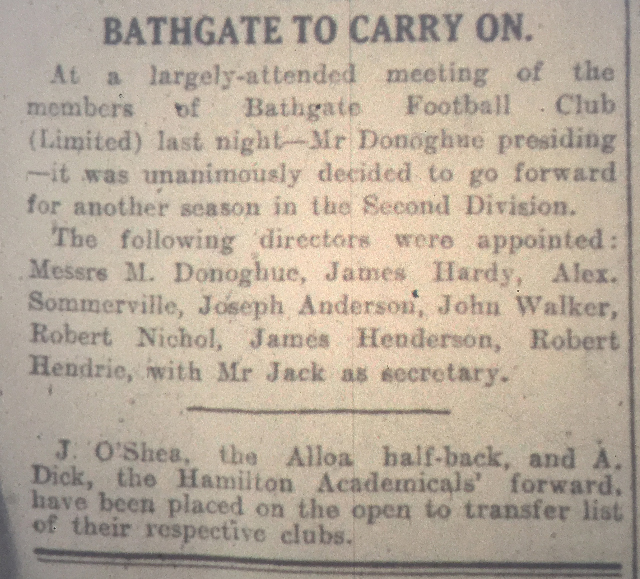 BATHGATE TO CARRY ON.
At a largely-attended meeting of the
members of Bathgate Football Club
(Limited) last night—Mr Donoghue presiding
—it was unanimously decided to go forward
for another season in the Second Division.
The following directors were appointed:
Messrs M. Donoghue, James Hardy, Alex.
Sommerville, Joseph Anderson, John Walker,
Robert Nichol, James Henderson, Robert
Hendrie, with Mr Jack as secretary.
J. O'Shea, the Alloa half-back, and A.
Dick, the Hamilton Academicals' forward,
have been placed on the open to transfer list
of their respective clubs.